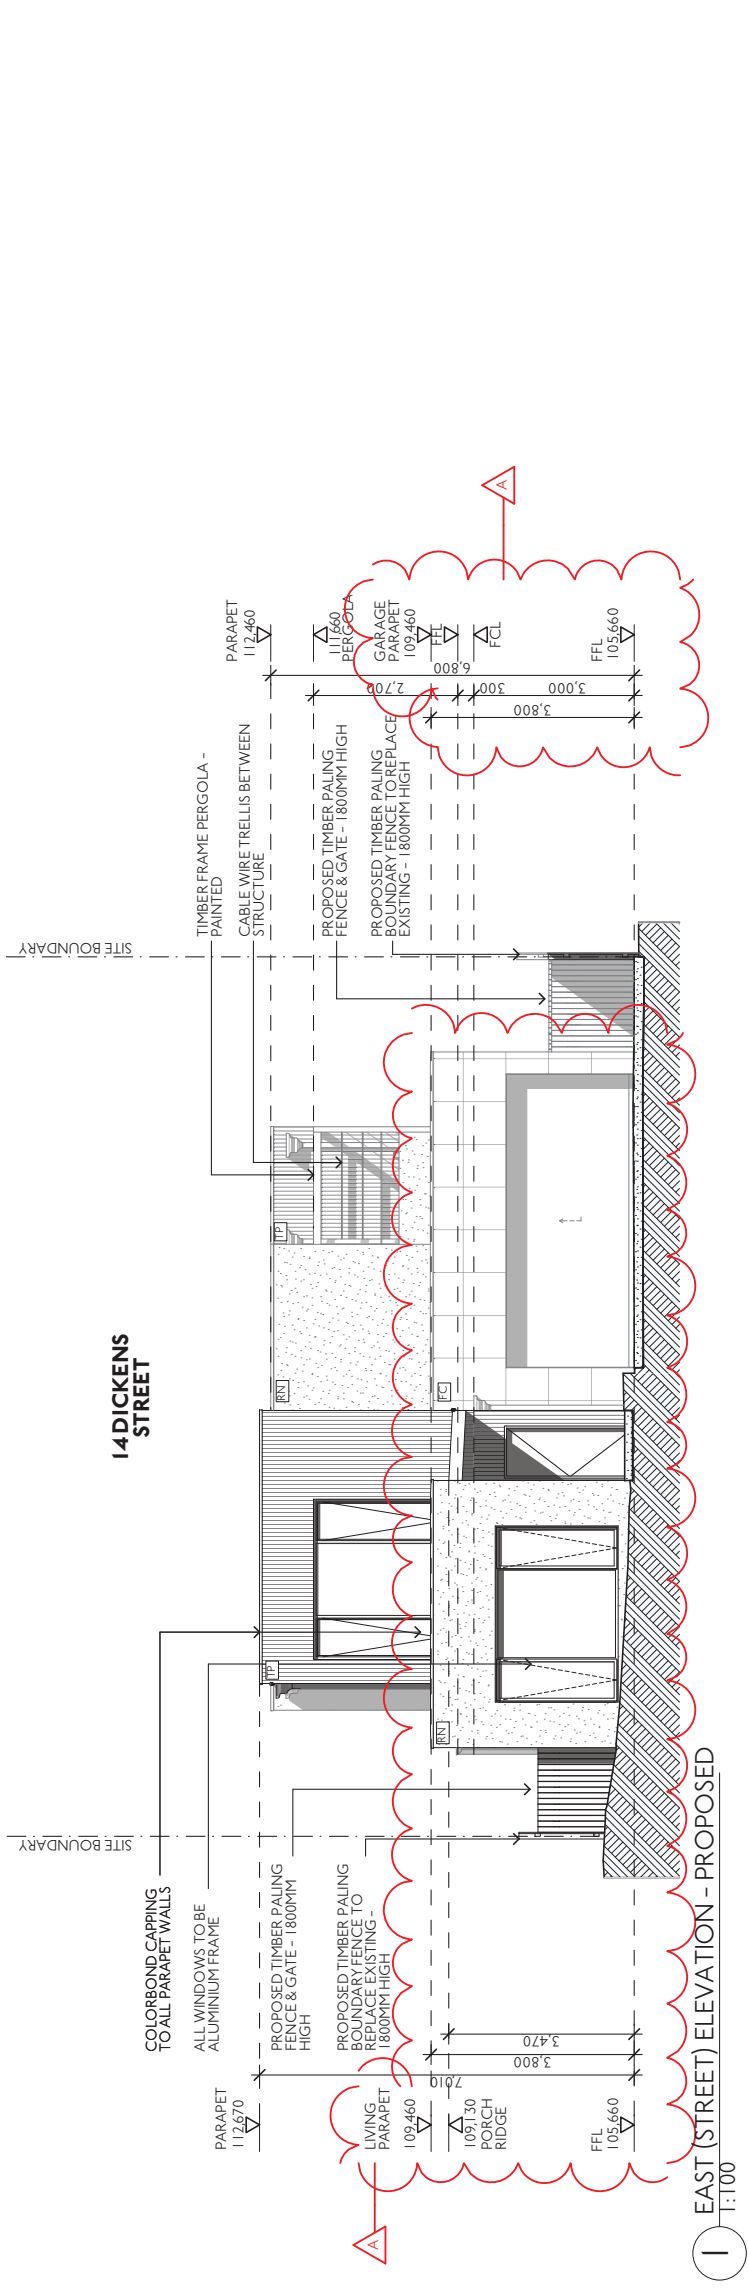 14 DICKENS
STREET
SITE BOUNDARY
SITE BOUNDARY
COLORBOND CAPPING
TO ALL PARAPET WALLS
ALL WINDOWS TO BE
ALUMINIUM FRAME
PROPOSED TIMBER PALING
FENCE & GATE - 1800MM
HIGH
PROPOSED TIMBER PALING
BOUNDARY FENCE TO
REPLACE EXISTING -
1800MM HIGH
TIMBER FRAME PERGOLA -
PAINTED
CABLE WIRE TRELLIS BETWEEN
STRUCTURE
PROPOSED TIMBER PALING
FENCE & GATE - 1800MM HIGH
PROPOSED TIMBER PALING
BOUNDARY FENCE TO REPLACE
EXISTING - 1800MM HIGH
PARAPET
112,670
LIVING
PARAPET
109,460
109,130
PORCH
RIDGE
FFL
105,660
7,010
3,800
3,470
TP
RN
RN
TP
FC
PARAPET
112,460
111,660
PERGOLA
GARAGE
PARAPET
109,460
FFL
FCL
FFL
105,660
6,800
2,700
300
3,000
3,800
A
A
1
EAST (STREET) ELEVATION - PROPOSED
1:100